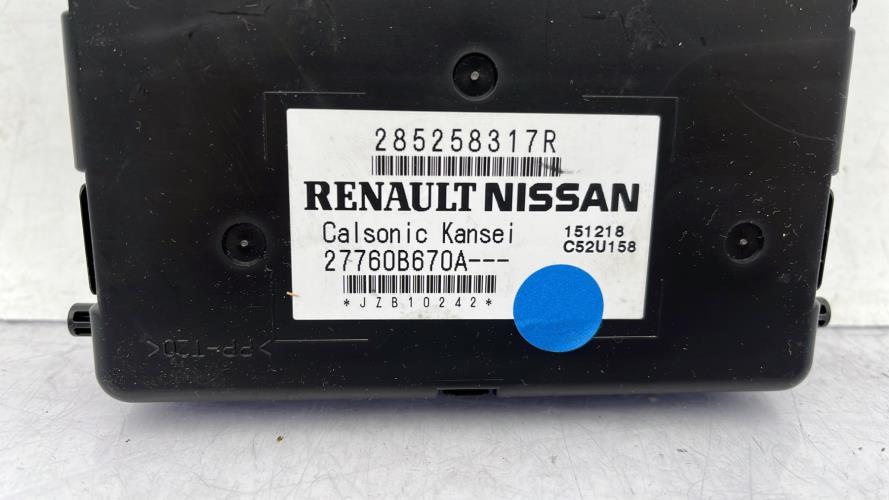 285258317R
RENAULT NISSAN
Calsonic Kansei 151218
C52U158
27760B670A---
*JZB10242*
>PP-T20<